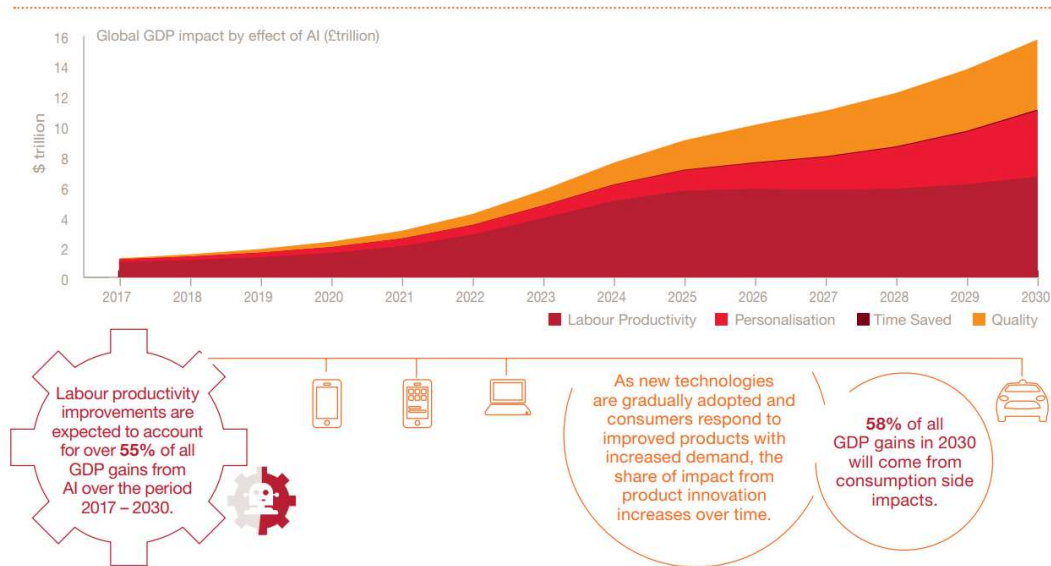 Global GDP impact by effect of AI (£trillion)
$ trillion
16
14
12
10
8
6
4
2
0
2017 2018 2019 2020 2021 2022 2023 2024 2025 2026 2027 2028 2029 2030
Labour Productivity Personalisation Time Saved Quality
Labour productivity
improvements are
expected to account
for over 55% of all
GDP gains from
AI over the period
2017 – 2030.
As new technologies
are gradually adopted and
consumers respond to
improved products with
increased demand, the
share of impact from
product innovation
increases over time.
58% of all
GDP gains in 2030
will come from
consumption side
impacts.